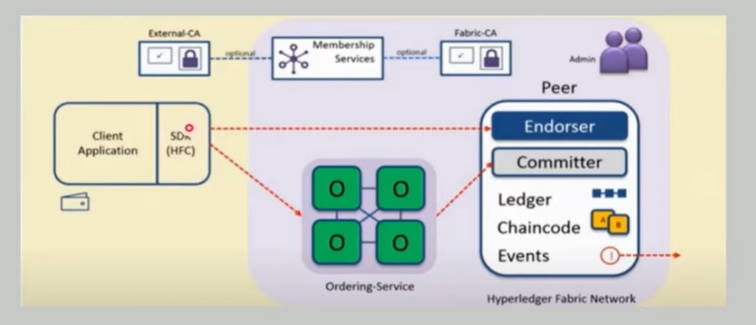 External-CA
optional
Membership
Services
optional
Fabric-CA
Admin
Peer
Client
Application
SDK
(HFC)
Endorser
Committer
Ledger
Chaincode
A
B
Events
!
O
O
O
O
Ordering-Service
Hyperledger Fabric Network